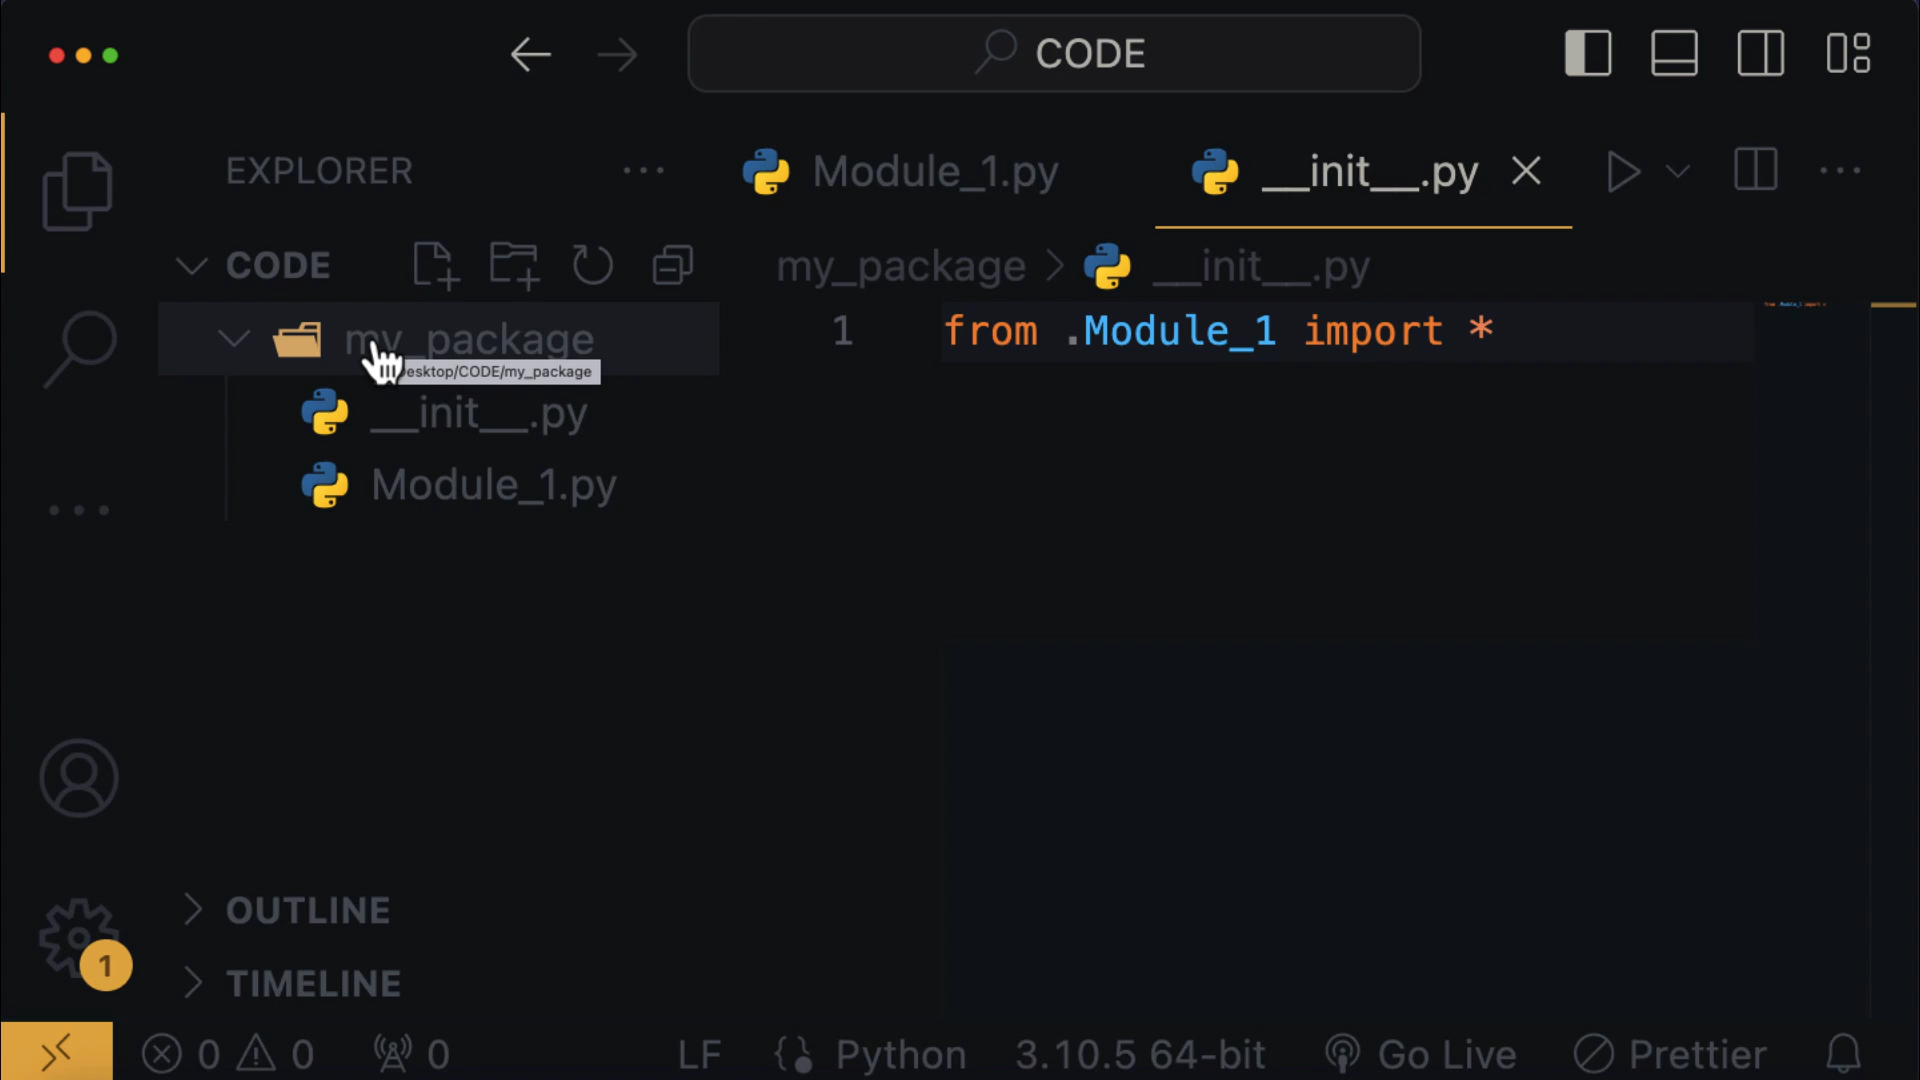 CODE
EXPLORER
Module_1.py
__init__.py
CODE
my_package
__init__.py
my_package
1
from .Module_1 import *
esktop/CODE/my_package
__init__.py
Module_1.py
OUTLINE
1
TIMELINE
0
0
0
LF
Python
3.10.5 64-bit
Go Live
Prettier